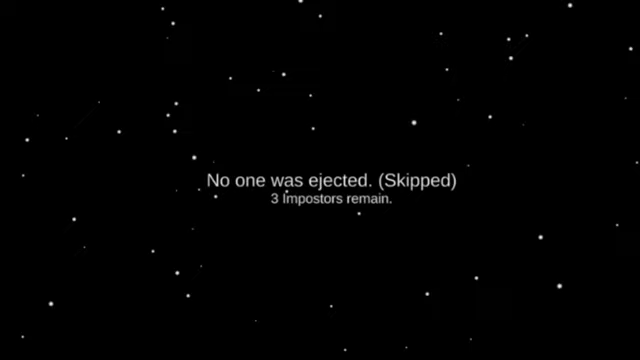 No one was ejected. (Skipped)
3 Impostors remain.